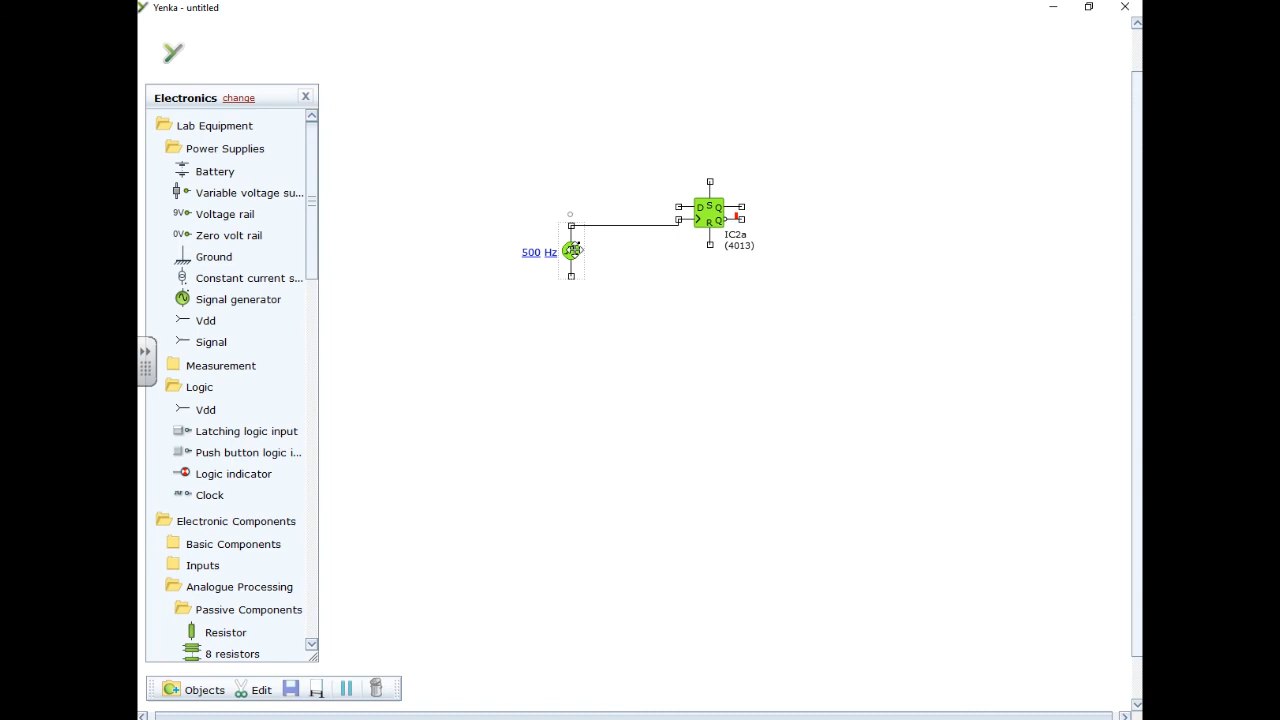 Yenka - untitled
Electronics change
Lab Equipment
Power Supplies
Battery
Variable voltage su...
9V Voltage rail
0V Zero volt rail
Ground
Constant current s...
Signal generator
Vdd
Signal
Measurement
Logic
Vdd
Latching logic input
Push button logic i...
Logic indicator
Clock
Electronic Components
Basic Components
Inputs
Analogue Processing
Passive Components
Resistor
8 resistors
Objects Edit
500 Hz
D S Q
R Q
IC2a
(4013)